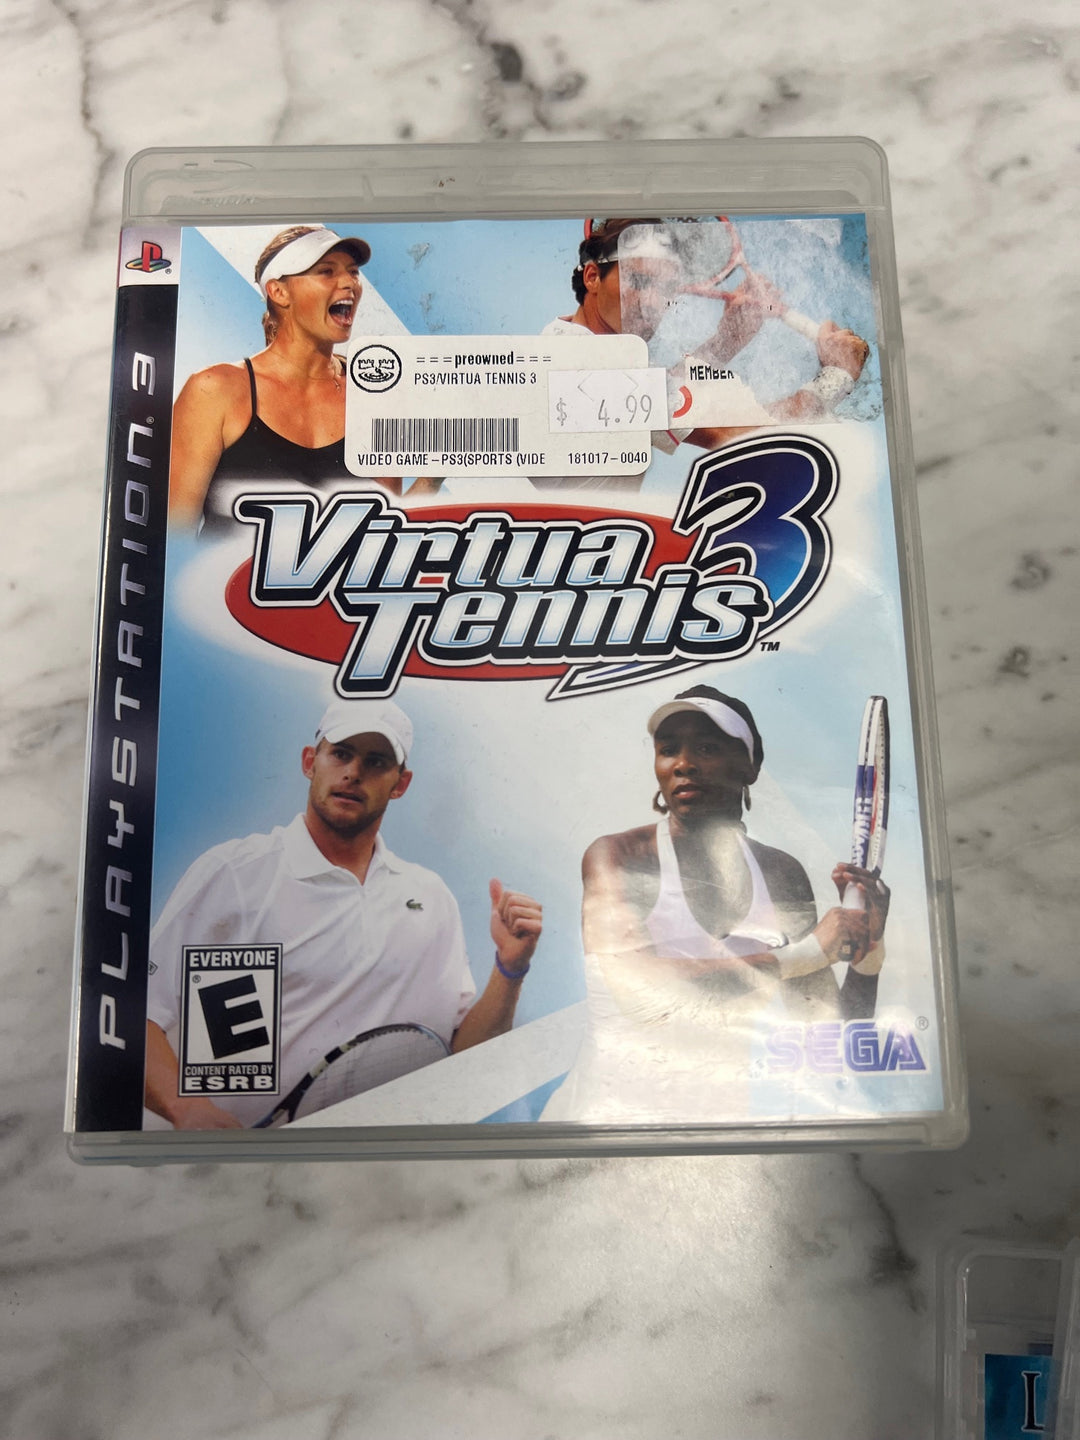 ===preowned===
PS3/VIRTUA TENNIS 3
$ 4.99
MEMBER
VIDEO GAME-PS3(SPORTS (VIDE 181017-0040
PLAYSTATION®3
Virtua
Tennis 3
™
EVERYONE
E
®
CONTENT RATED BY
ESRB
SEGA®
L